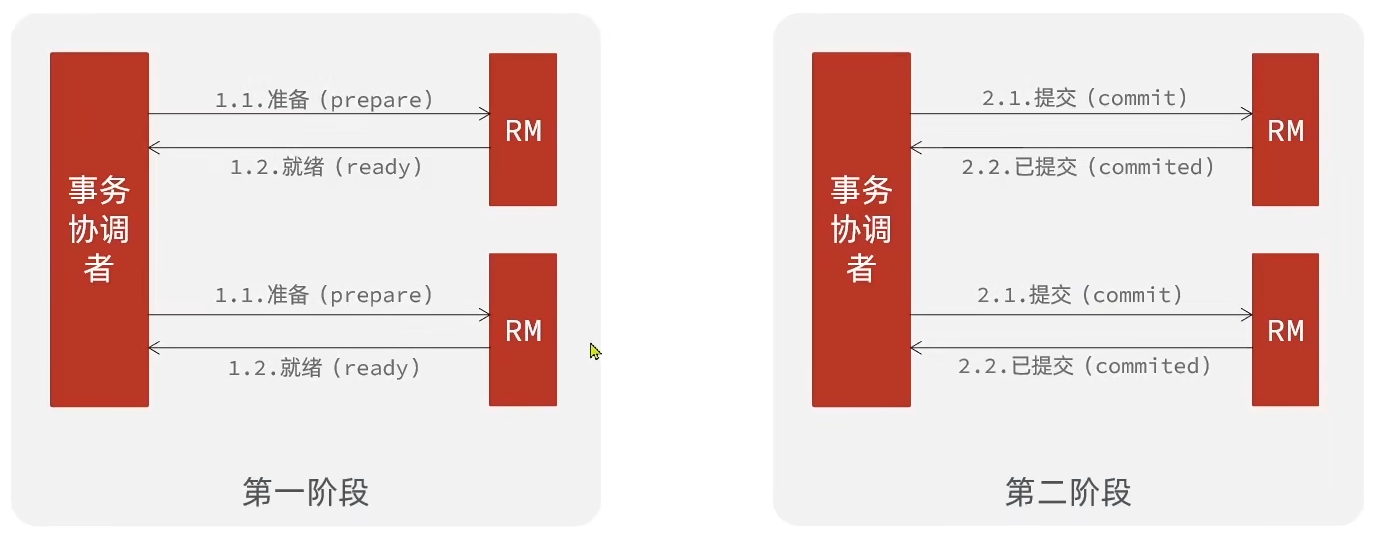 事务
协调
者
1.1.准备（prepare）
1.2.就绪（ready）
RM
1.1.准备（prepare）
1.2.就绪（ready）
RM
第一阶段
事务
协调
者
2.1.提交（commit）
2.2.已提交（commited）
RM
2.1.提交（commit）
2.2.已提交（commited）
RM
第二阶段